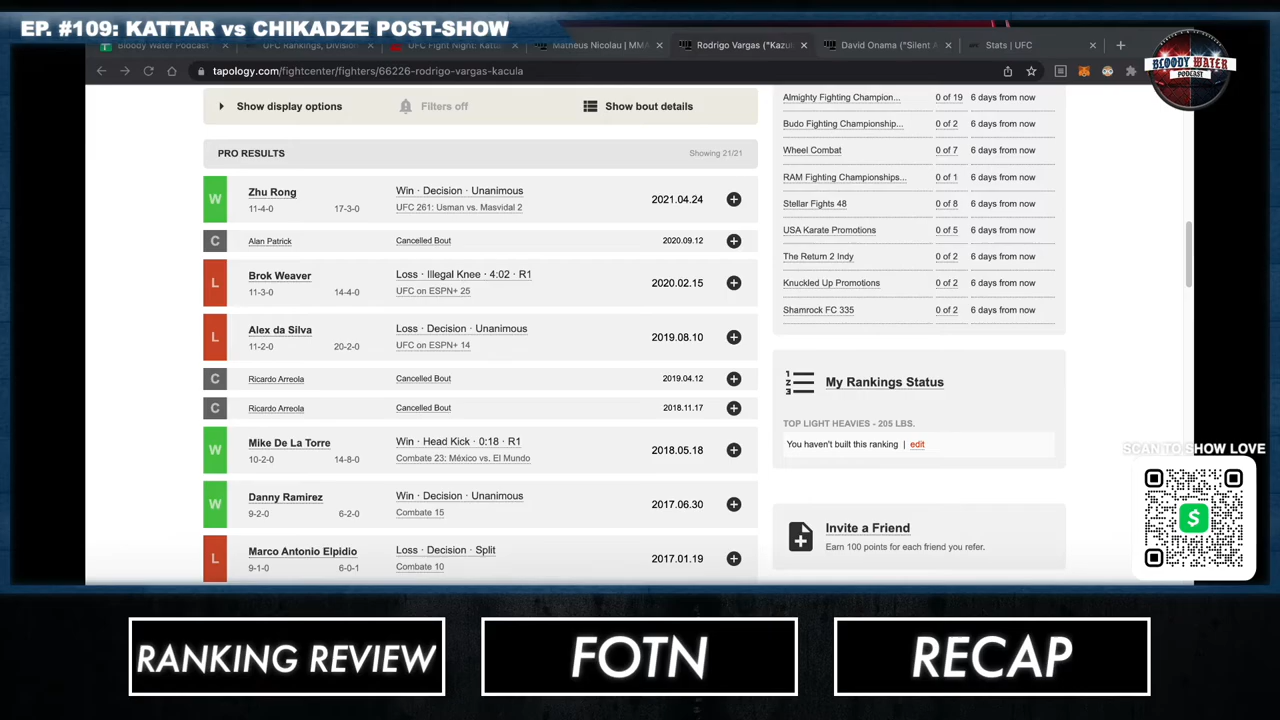 EP. #109: KATTAR vs CHIKADZE POST-SHOW
Bloody Water Podcast
UFC Rankings, Division
UFC Fight Night: Katta
Matheus Nicolau | MM
Rodrigo Vargas ("Kazu
David Onama ("Silent A
Stats | UFC
tapology.com/fightcenter/fighters/66226-rodrigo-vargas-kacula
BLOODY WATER
PODCAST
Show display options
Filters off
Show bout details
PRO RESULTS
Showing 21/21
W
Zhu Rong
11-4-0
17-3-0
Win · Decision · Unanimous
UFC 261: Usman vs. Masvidal 2
2021.04.24
C
Alan Patrick
Cancelled Bout
2020.09.12
L
Brok Weaver
11-3-0
14-4-0
Loss · Illegal Knee · 4:02 · R1
UFC on ESPN+ 25
2020.02.15
L
Alex da Silva
11-2-0
20-2-0
Loss · Decision · Unanimous
UFC on ESPN+ 14
2019.08.10
C
Ricardo Arreola
Cancelled Bout
2019.04.12
C
Ricardo Arreola
Cancelled Bout
2018.11.17
W
Mike De La Torre
10-2-0
14-8-0
Win · Head Kick · 0:18 · R1
Combate 23: México vs. El Mundo
2018.05.18
W
Danny Ramirez
9-2-0
6-2-0
Win · Decision · Unanimous
Combate 15
2017.06.30
L
Marco Antonio Elpidio
9-1-0
6-0-1
Loss · Decision · Split
Combate 10
2017.01.19
Almighty Fighting Champion... 0 of 19 6 days from now
Budo Fighting Championship... 0 of 2 6 days from now
Wheel Combat 0 of 7 6 days from now
RAM Fighting Championships... 0 of 1 6 days from now
Stellar Fights 48 0 of 8 6 days from now
USA Karate Promotions 0 of 5 6 days from now
The Return 2 Indy 0 of 2 6 days from now
Knuckled Up Promotions 0 of 2 6 days from now
Shamrock FC 335 0 of 2 6 days from now
My Rankings Status
TOP LIGHT HEAVIES - 205 LBS.
You haven't built this ranking | edit
Invite a Friend
Earn 100 points for each friend you refer.
SCAN TO SHOW LOVE
$
RANKING REVIEW
FOTN
RECAP